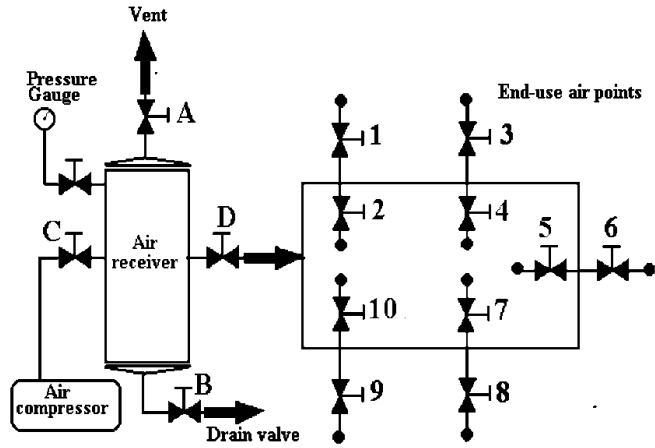 Vent
Pressure
Gauge
A
End-use air points
1
3
2
4
C
D
Air
receiver
5
6
10
7
B
9
8
Air
compressor
Drain valve